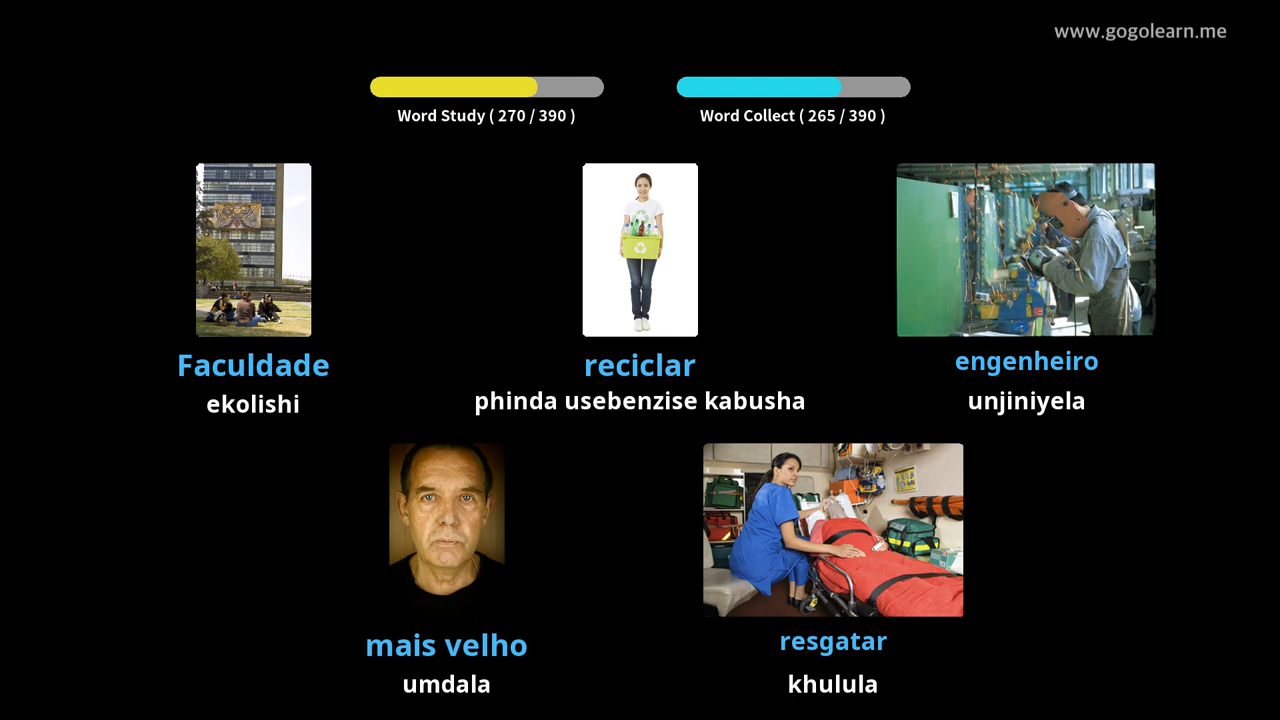 www.gogolearn.me
Word Study ( 270 / 390 )
Word Collect ( 265 / 390 )
Faculdade
ekolishi
reciclar
phinda usebenzise kabusha
engenheiro
unjiniyela
mais velho
umdala
resgatar
khulula